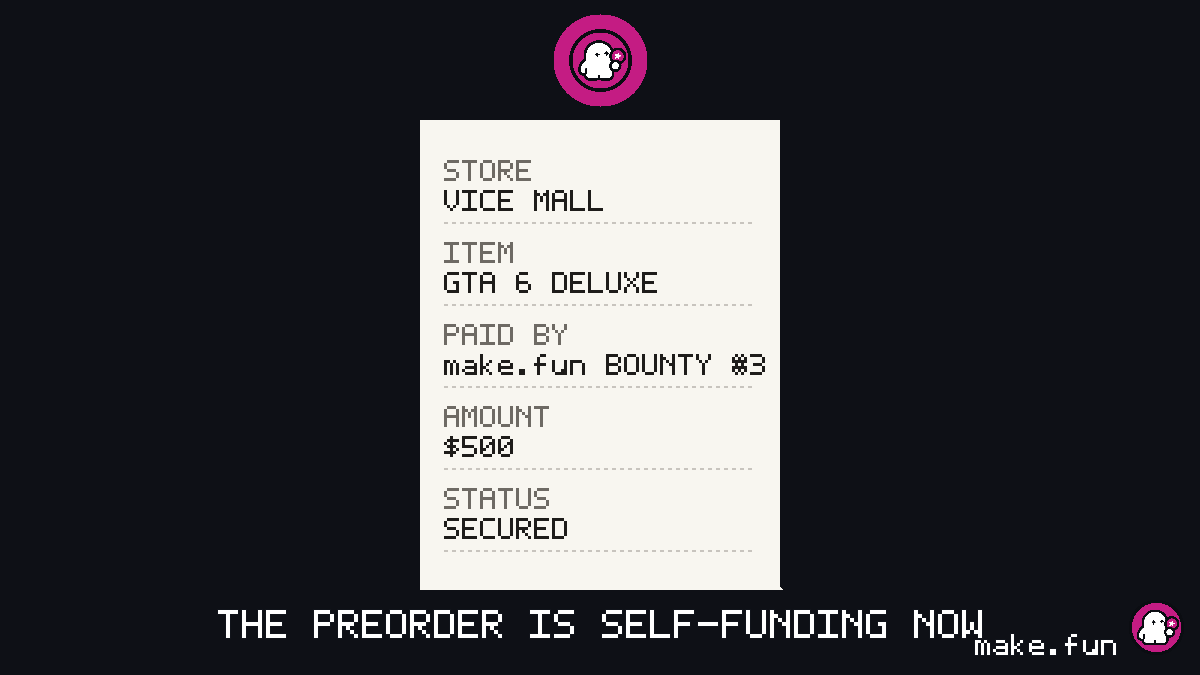 STORE
VICE MALL
ITEM
GTA 6 DELUXE
PAID BY
make.fun BOUNTY #3
AMOUNT
$500
STATUS
SECURED
THE PREORDER IS SELF-FUNDING NOW
make.fun